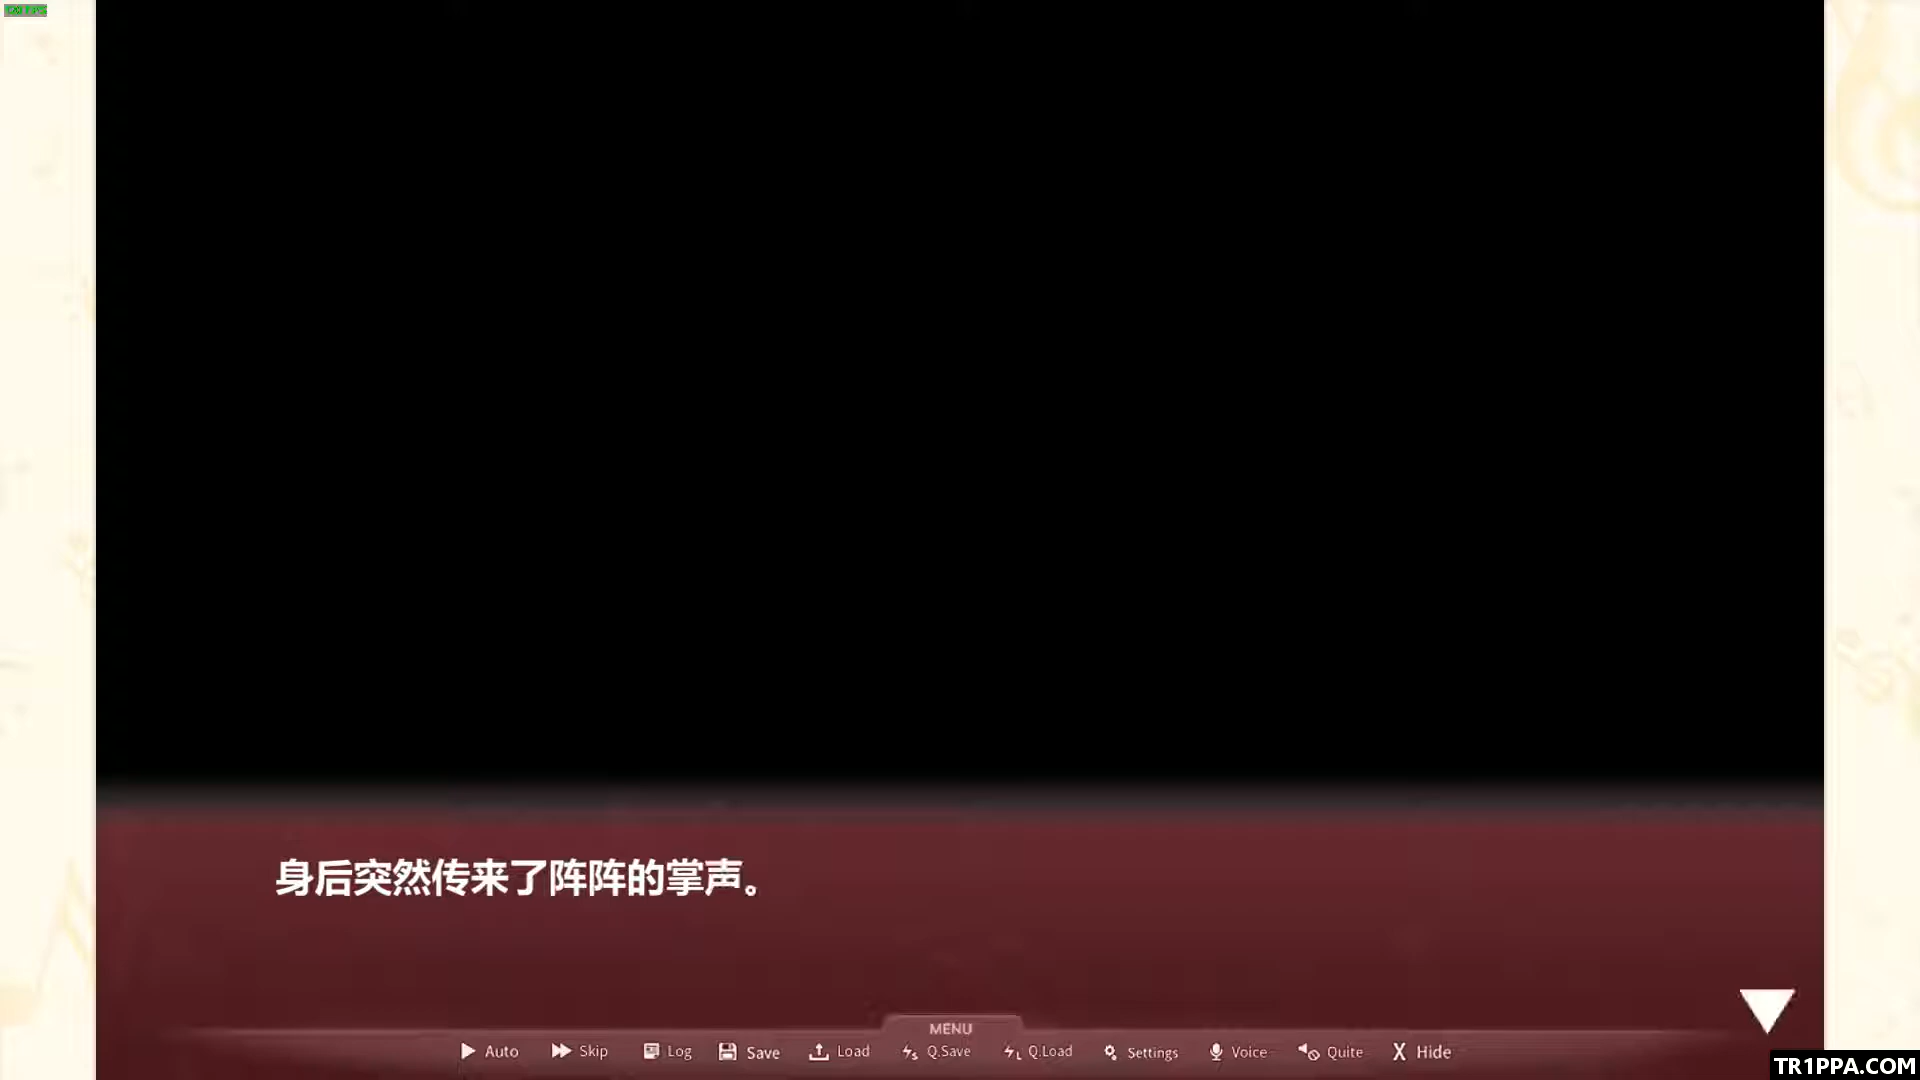 身后突然传来了阵阵的掌声。
MENU
Auto Skip Log Save Load Q.Save Q.Load Settings Voice Quite X Hide
TR1PPA.COM